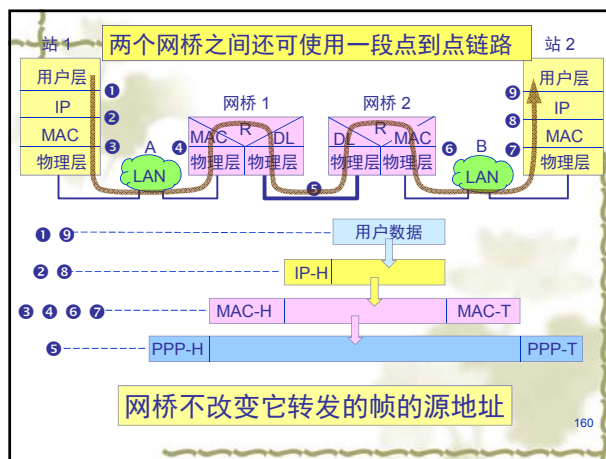 两个网桥之间还可使用一段点到点链路
站 1
站 2
用户层
IP
MAC
物理层
❶
❷
❸
A
LAN
❹
网桥 1
MAC
R
DL
物理层
物理层
❺
网桥 2
DL
R
MAC
物理层
物理层
❻
B
LAN
用户层
IP
MAC
物理层
❾
❽
❼
❶ ❾
用户数据
❷ ❽
IP-H
❸ ❹ ❻ ❼
MAC-H
MAC-T
❺
PPP-H
PPP-T
网桥不改变它转发的帧的源地址
160